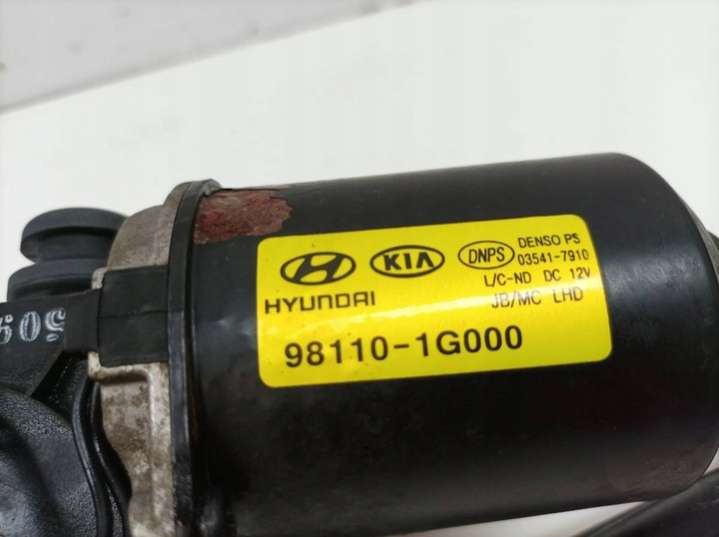 DENSO PS
KIA DNPS 03541-7910
L/C-ND DC 12V
HYUNDAI JB/MC LHD
98110-1G000